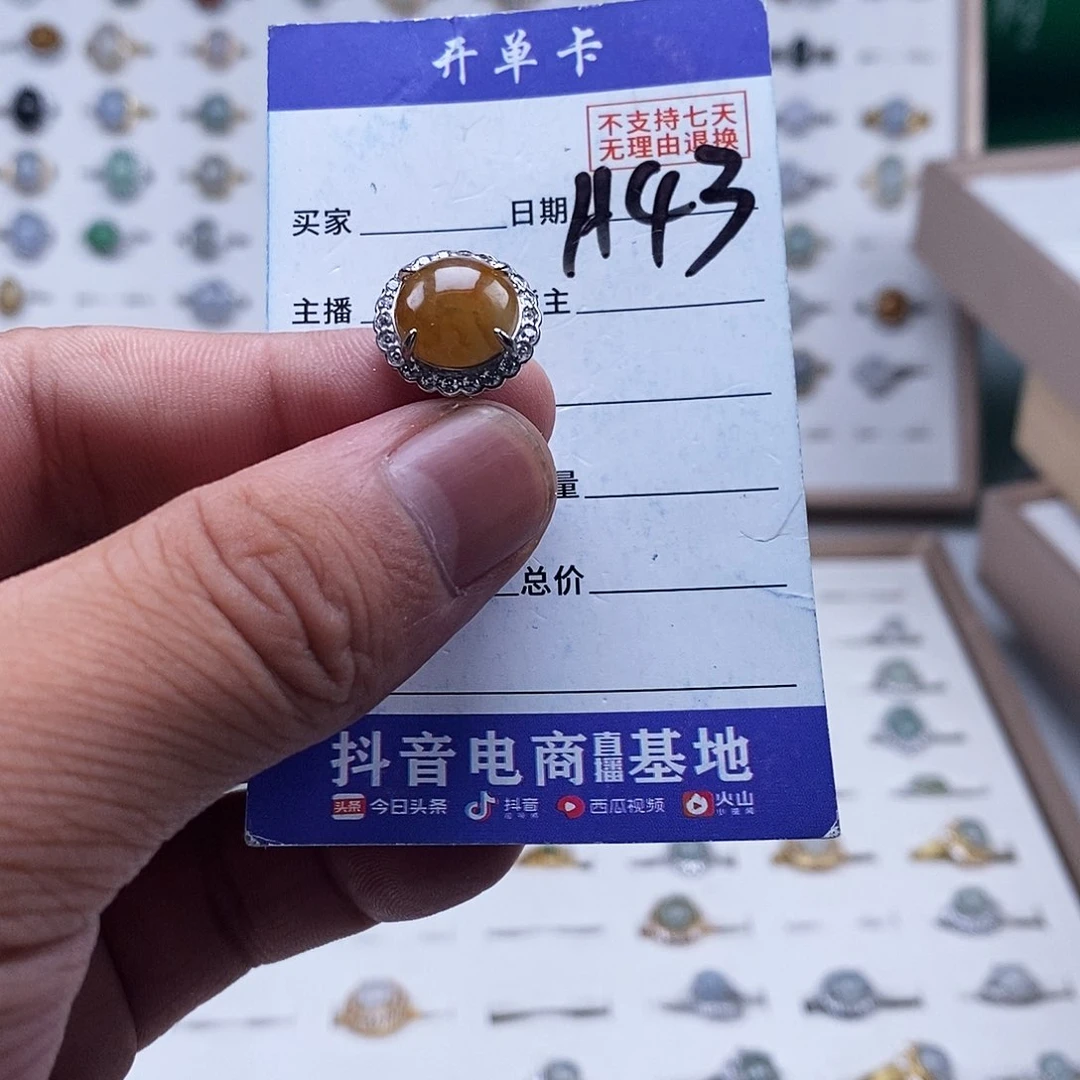 开单卡
不支持七天
无理由退换
买家 日期
H43
主播 主
量
总价
抖音电商直播基地
头条 今日头条 抖音 西瓜视频 火山